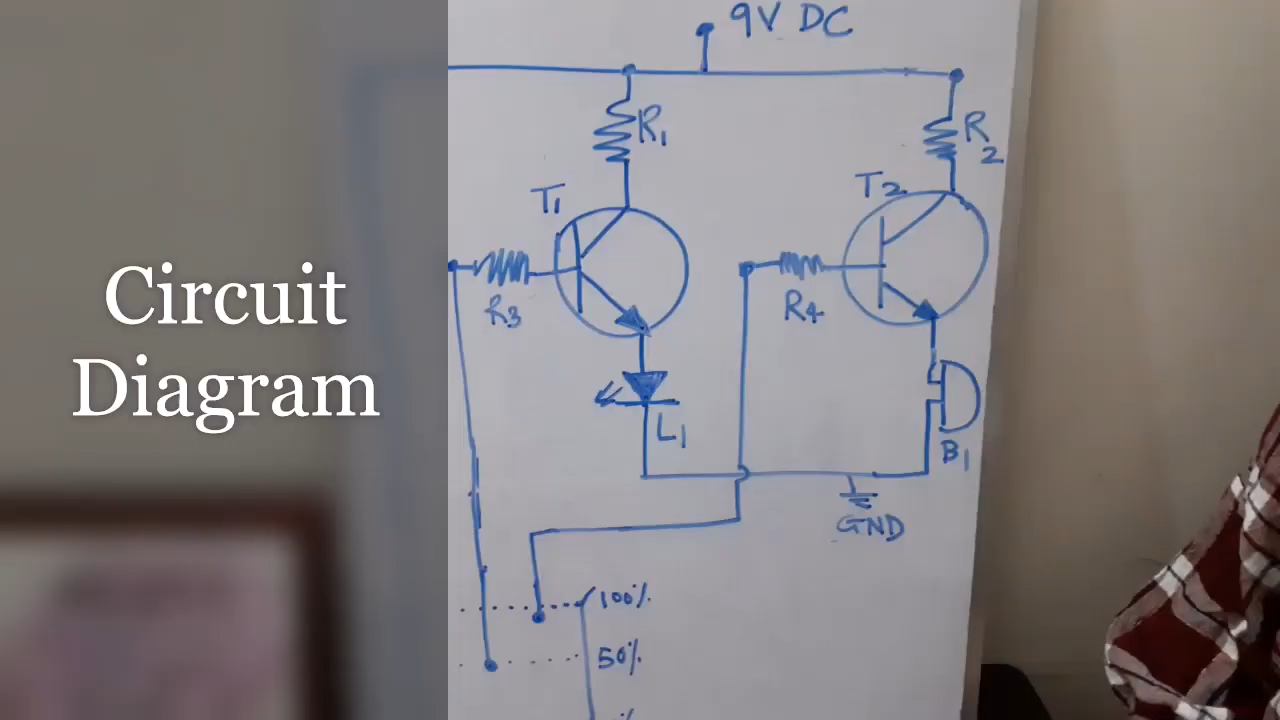 Circuit
Diagram
9V DC
R1
R2
T1
T2
R3
R4
L1
B1
GND
100%
50%
%